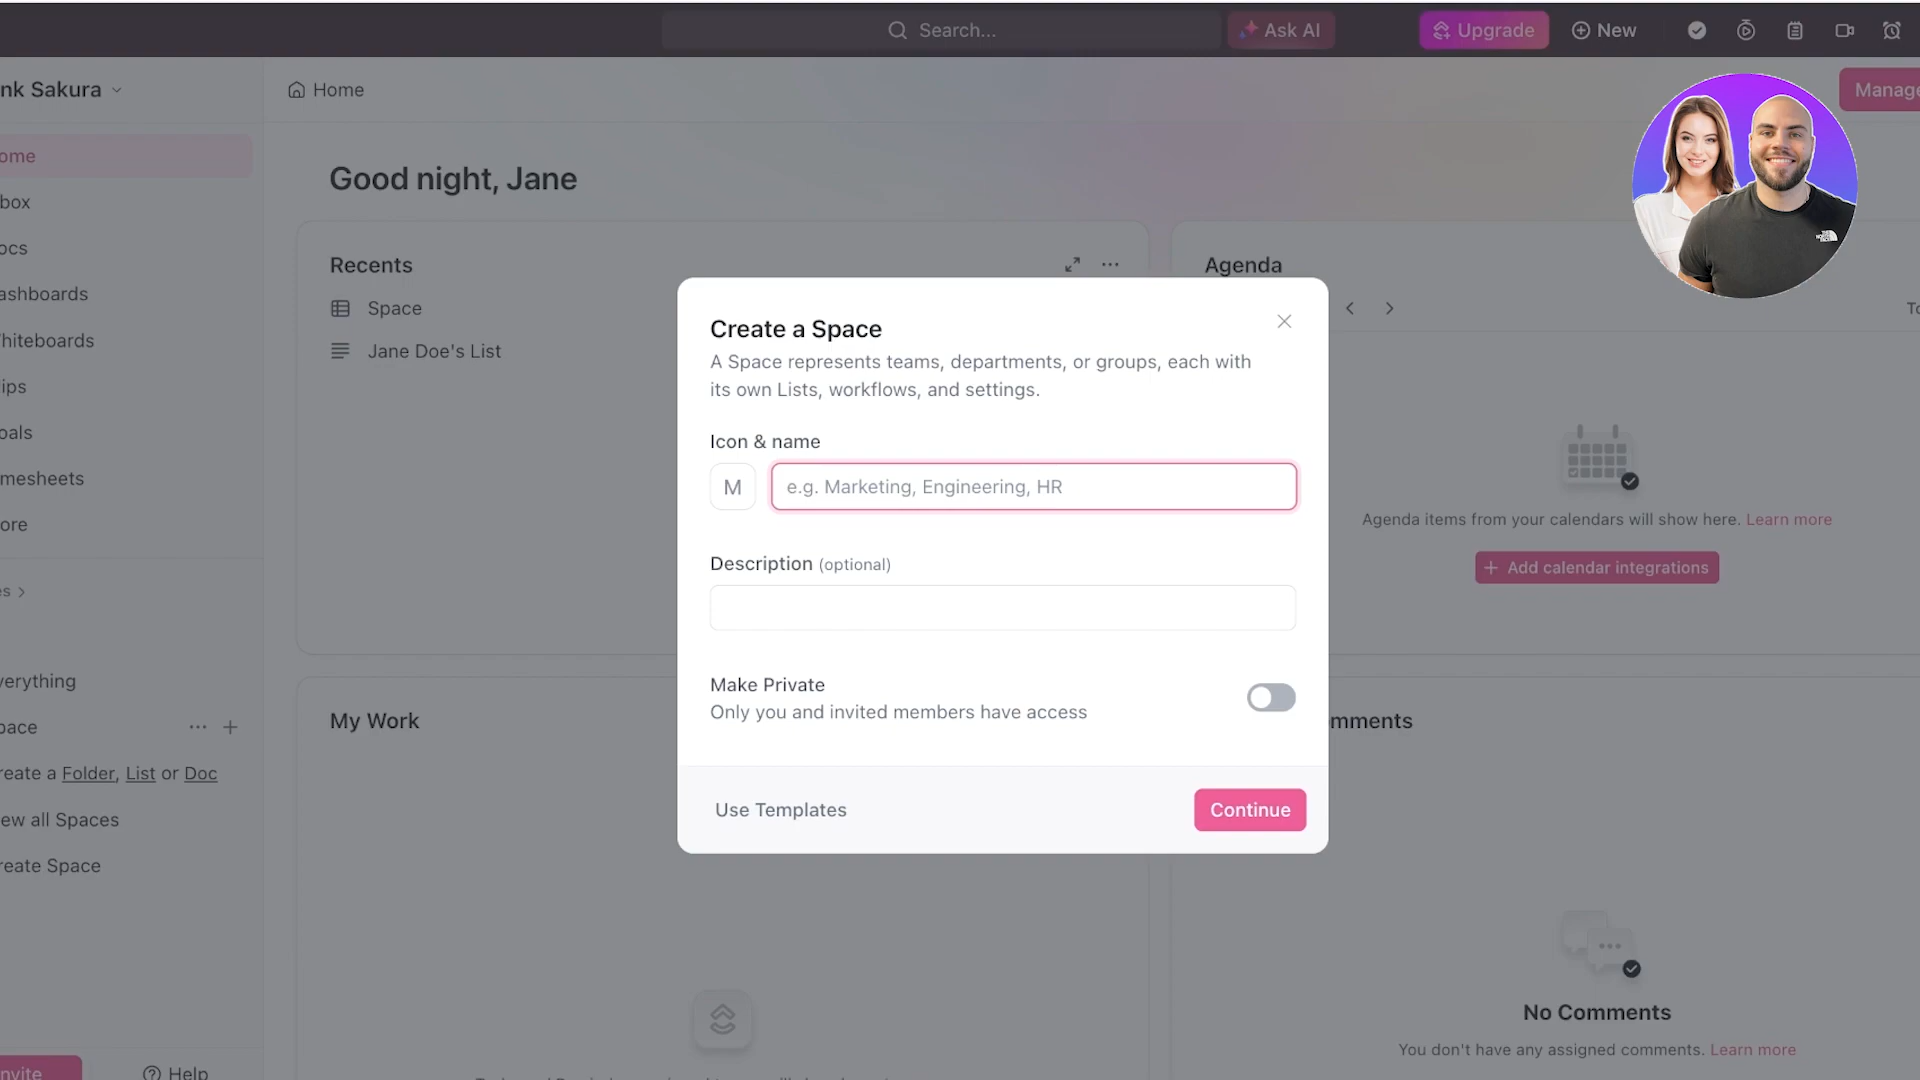 Search...
Ask AI
Upgrade
New
nk Sakura
Home
Manage
ome
Good night, Jane
box
ocs
ashboards
hiteboards
ips
oals
mesheets
ore
es
Recents
Space
Jane Doe's List
Agenda
To
Create a Space
A Space represents teams, departments, or groups, each with
its own Lists, workflows, and settings.
Icon & name
M
e.g. Marketing, Engineering, HR
Description (optional)
Make Private
Only you and invited members have access
Use Templates
Continue
Agenda items from your calendars will show here. Learn more
+ Add calendar integrations
verything
pace
reate a Folder, List or Doc
ew all Spaces
reate Space
My Work
mments
No Comments
You don't have any assigned comments. Learn more
nvite
Help